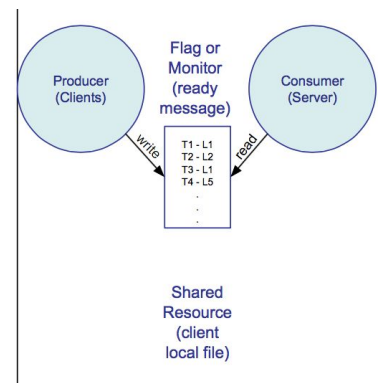 Producer
(Clients)
Flag or
Monitor
(ready
message)
Consumer
(Server)
write
read
T1 - L1
T2 - L2
T3 - L1
T4 - L5
.
.
.
Shared
Resource
(client
local file)